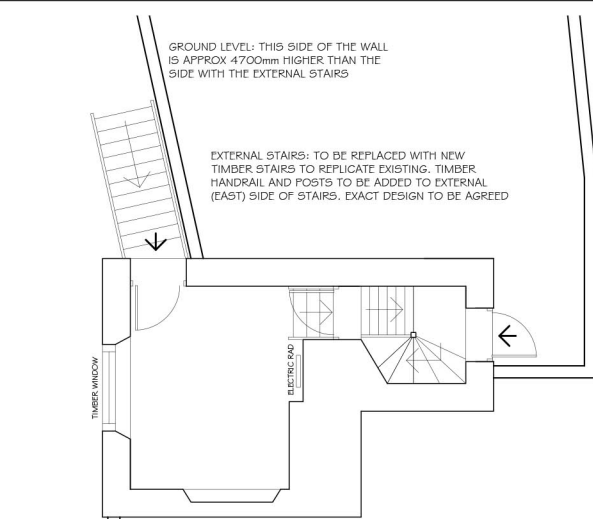 GROUND LEVEL: THIS SIDE OF THE WALL
IS APPROX 4700mm HIGHER THAN THE
SIDE WITH THE EXTERNAL STAIRS
EXTERNAL STAIRS: TO BE REPLACED WITH NEW
TIMBER STAIRS TO REPLICATE EXISTING. TIMBER
HANDRAIL AND POSTS TO BE ADDED TO EXTERNAL
(EAST) SIDE OF STAIRS. EXACT DESIGN TO BE AGREED
TIMBER WINDOW
ELECTRIC RAD